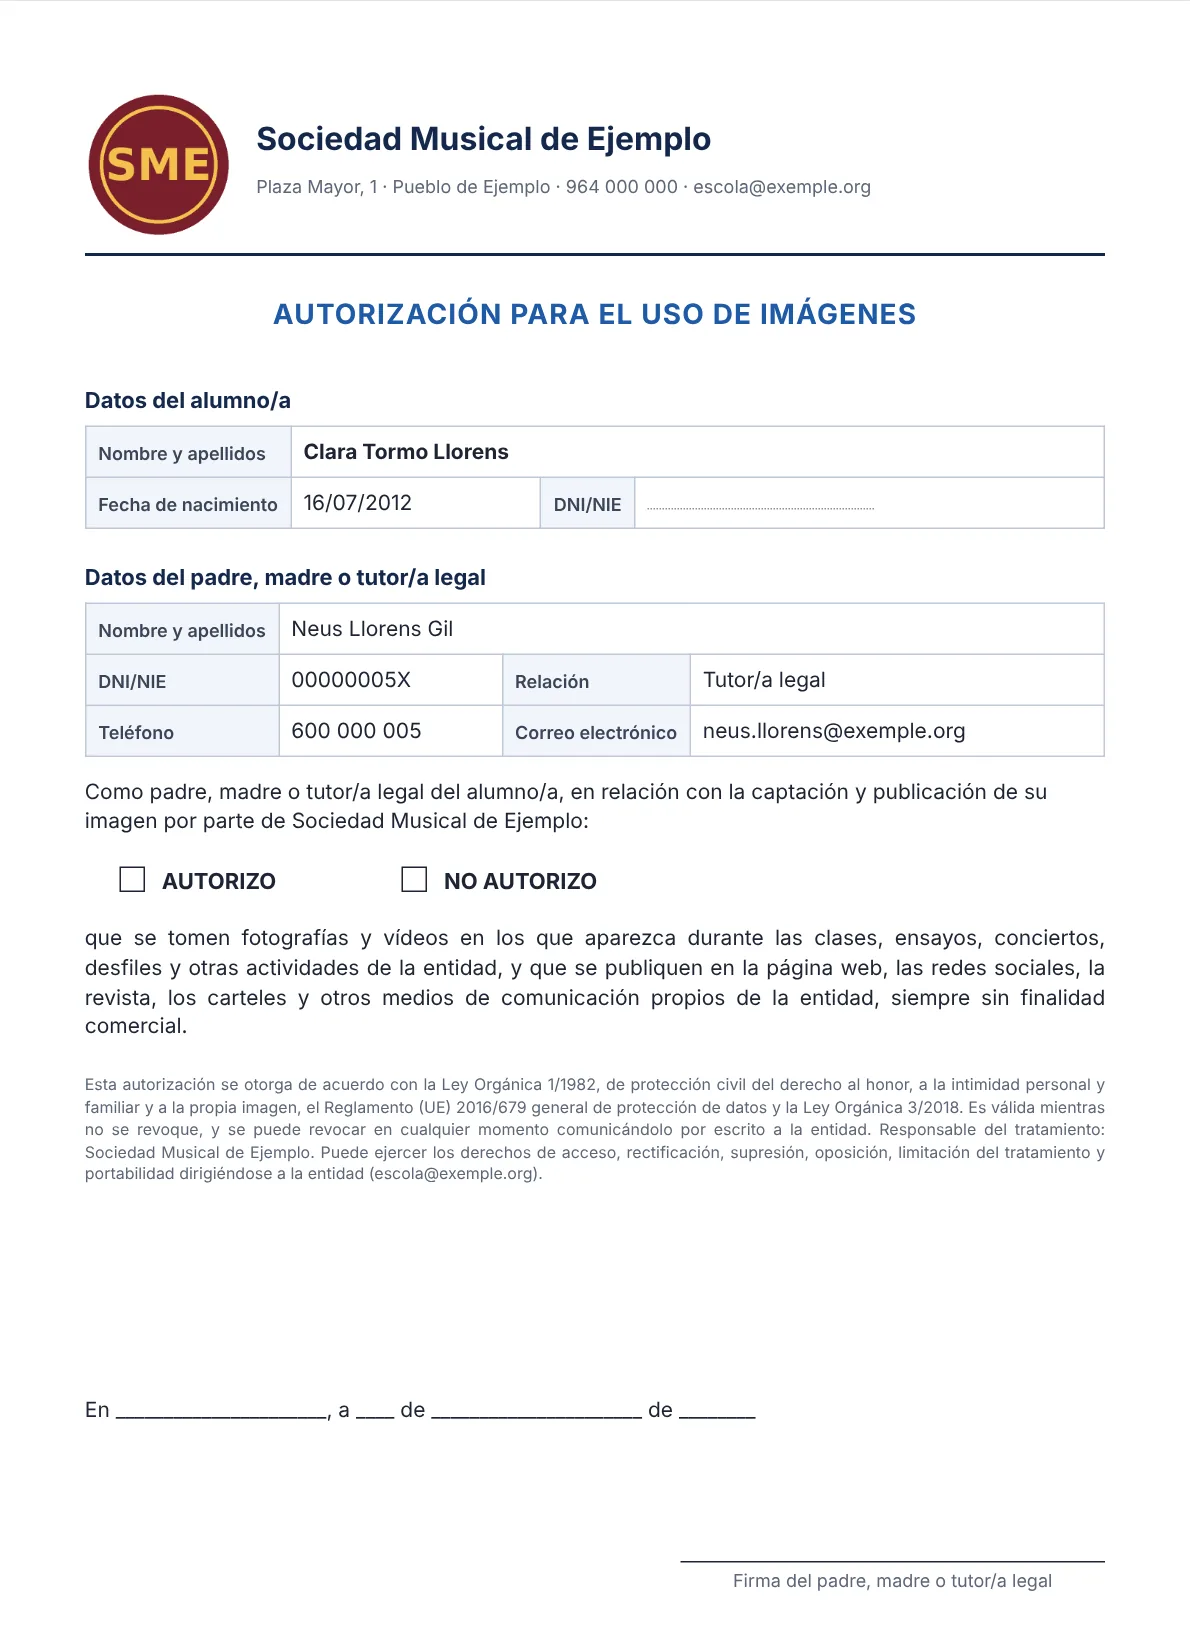 SME
Sociedad Musical de Ejemplo
Plaza Mayor, 1 · Pueblo de Ejemplo · 964 000 000 · escola@exemple.org
AUTORIZACIÓN PARA EL USO DE IMÁGENES
Datos del alumno/a
Nombre y apellidos Clara Tormo Llorens
Fecha de nacimiento 16/07/2012 DNI/NIE
Datos del padre, madre o tutor/a legal
Nombre y apellidos Neus Llorens Gil
DNI/NIE 00000005X Relación Tutor/a legal
Teléfono 600 000 005 Correo electrónico neus.llorens@exemple.org
Como padre, madre o tutor/a legal del alumno/a, en relación con la captación y publicación de su
imagen por parte de Sociedad Musical de Ejemplo:
AUTORIZO NO AUTORIZO
que se tomen fotografías y vídeos en los que aparezca durante las clases, ensayos, conciertos,
desfiles y otras actividades de la entidad, y que se publiquen en la página web, las redes sociales, la
revista, los carteles y otros medios de comunicación propios de la entidad, siempre sin finalidad
comercial.
Esta autorización se otorga de acuerdo con la Ley Orgánica 1/1982, de protección civil del derecho al honor, a la intimidad personal y
familiar y a la propia imagen, el Reglamento (UE) 2016/679 general de protección de datos y la Ley Orgánica 3/2018. Es válida mientras
no se revoque, y se puede revocar en cualquier momento comunicándolo por escrito a la entidad. Responsable del tratamiento:
Sociedad Musical de Ejemplo. Puede ejercer los derechos de acceso, rectificación, supresión, oposición, limitación del tratamiento y
portabilidad dirigiéndose a la entidad (escola@exemple.org).
En ______________________, a ____ de ______________________ de ________
Firma del padre, madre o tutor/a legal